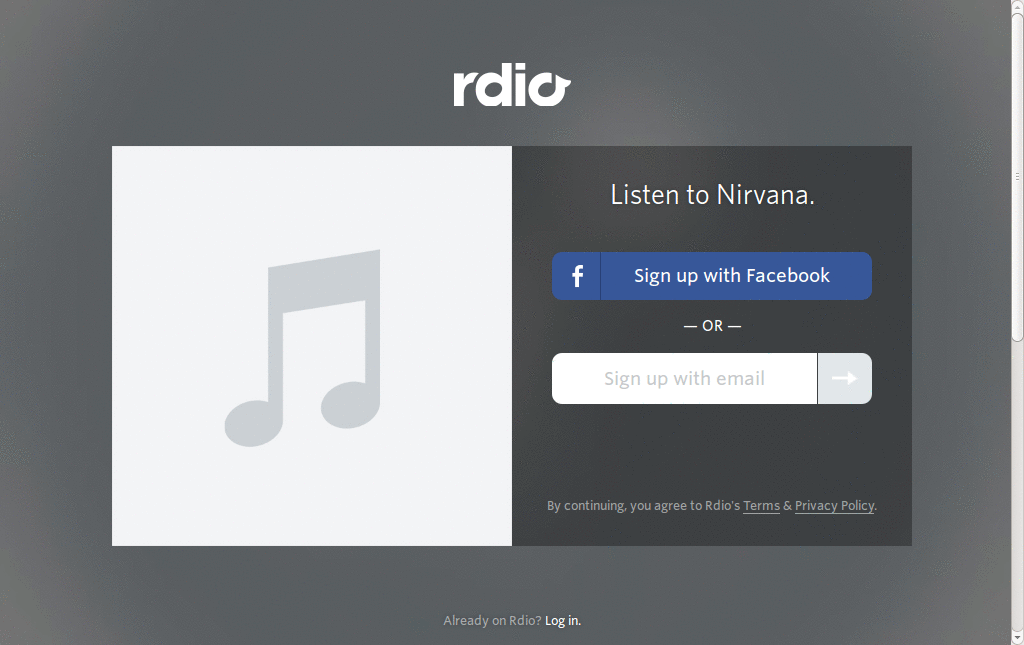 rdio
Listen to Nirvana.
f Sign up with Facebook
— OR —
Sign up with email
By continuing, you agree to Rdio's Terms & Privacy Policy.
Already on Rdio? Log in.